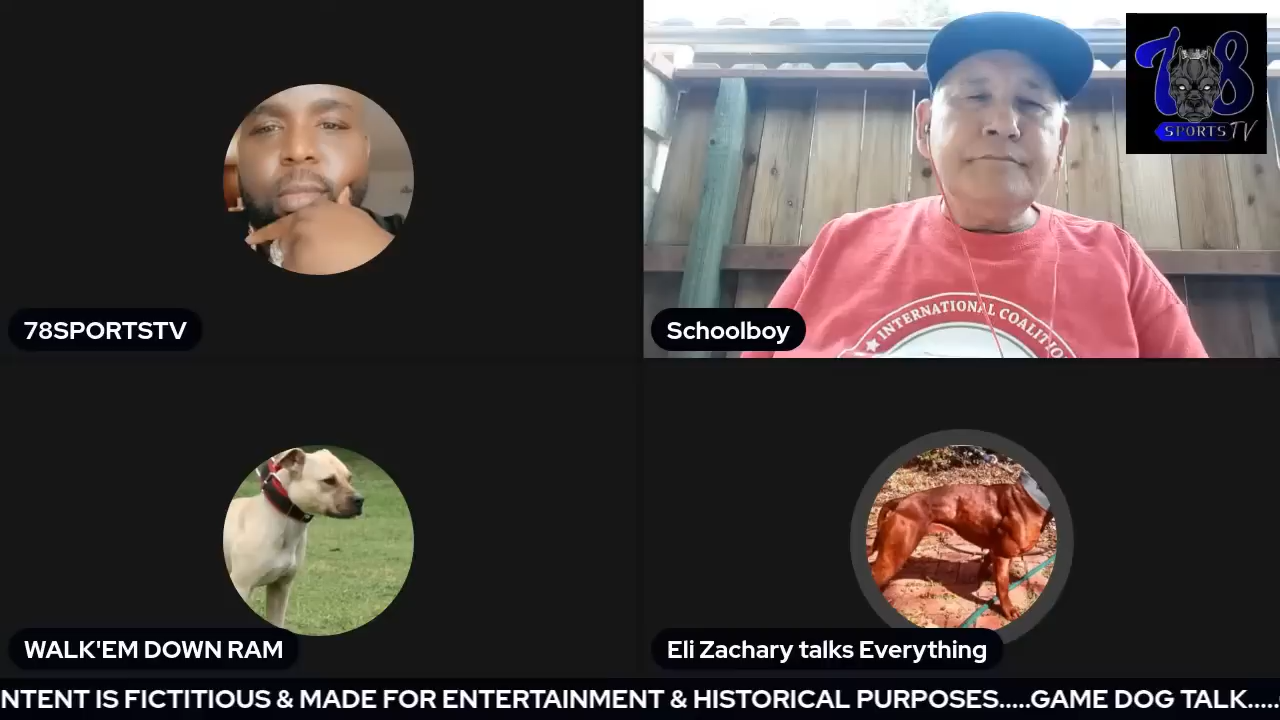 78
SPORTS TV
INTERNATIONAL COALITIO
78SPORTSTV
Schoolboy
WALK'EM DOWN RAM
Eli Zachary talks Everything
NTENT IS FICTITIOUS & MADE FOR ENTERTAINMENT & HISTORICAL PURPOSES.....GAME DOG TALK.....